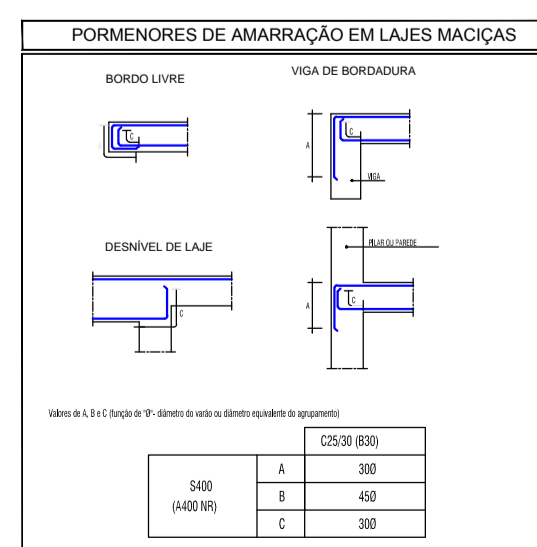 PORMENORES DE AMARRAÇÃO EM LAJES MACIÇAS
BORDO LIVRE
VIGA DE BORDADURA
C
A
C
VIGA
DESNÍVEL DE LAJE
PILAR OU PAREDE
C
A
C
Valores de A, B e C (função de "Ø"- diâmetro do varão ou diâmetro equivalente do agrupamento)
C25/30 (B30)
S400
(A400 NR)
A 30Ø
B 45Ø
C 30Ø